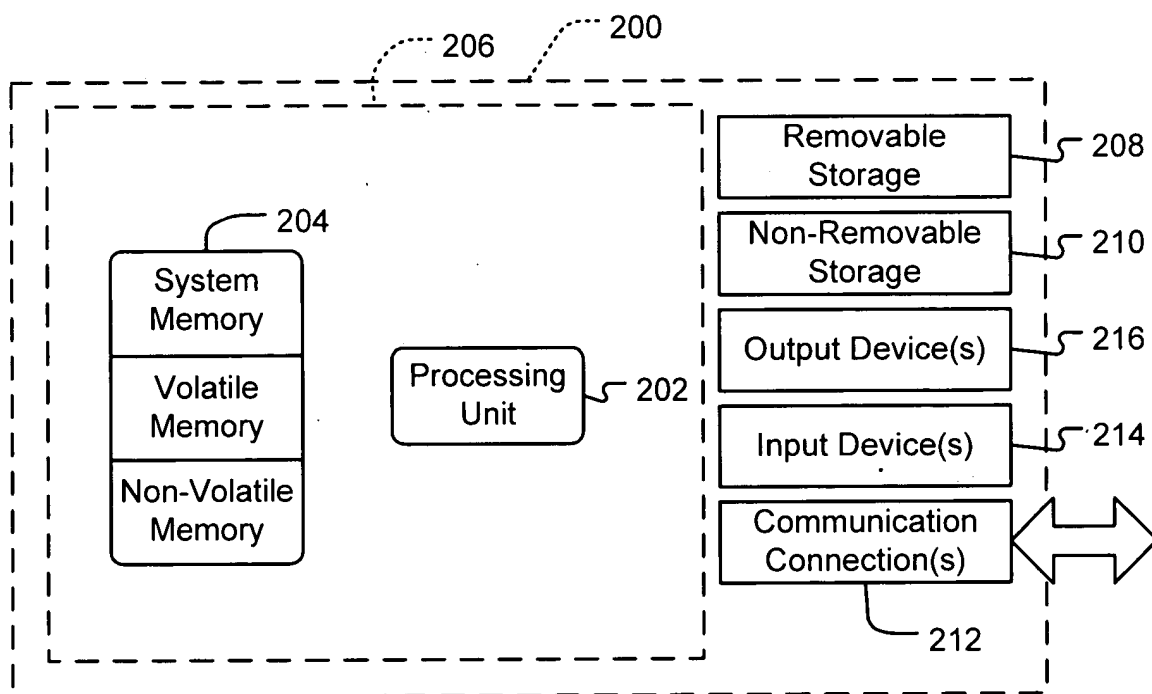 200
206
Removable
Storage
208
204
Non-Removable
Storage
210
System
Memory
Output Device(s)
216
Processing
Unit
202
Volatile
Memory
Input Device(s)
214
Non-Volatile
Memory
Communication
Connection(s)
212